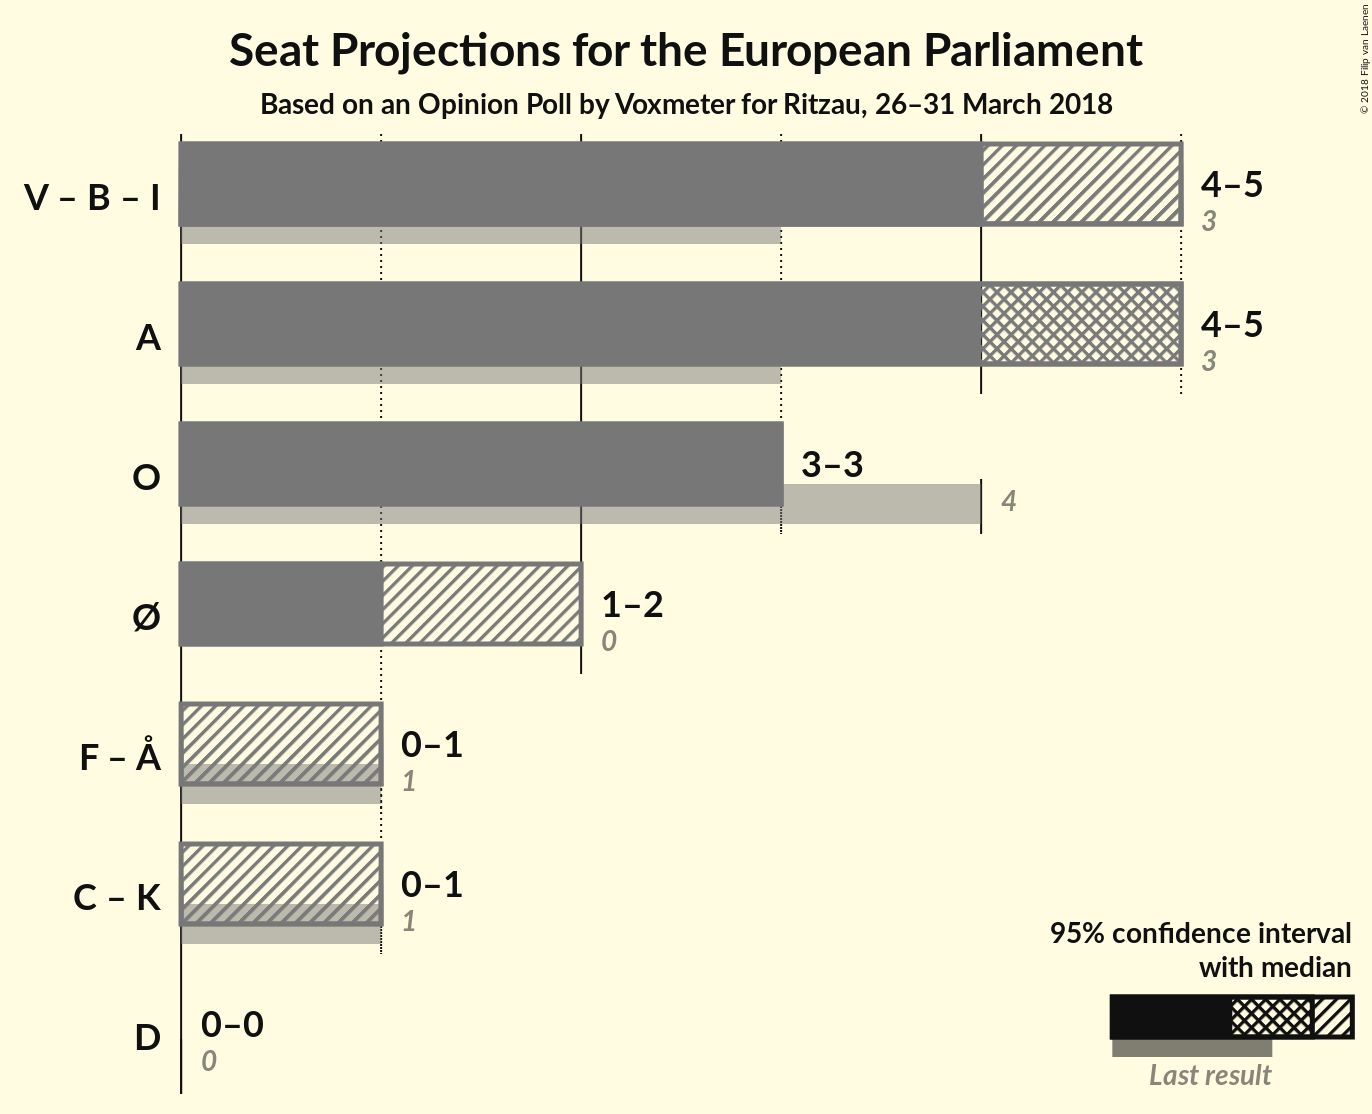 Seat Projections for the European Parliament
Based on an Opinion Poll by Voxmeter for Ritzau, 26–31 March 2018
© 2018 Filip van Laenen
V – B – I
4–5
3
A
4–5
3
O
3–3
4
Ø
1–2
0
F – Å
0–1
1
C – K
0–1
1
D
0–0
0
95% confidence interval
with median
Last result